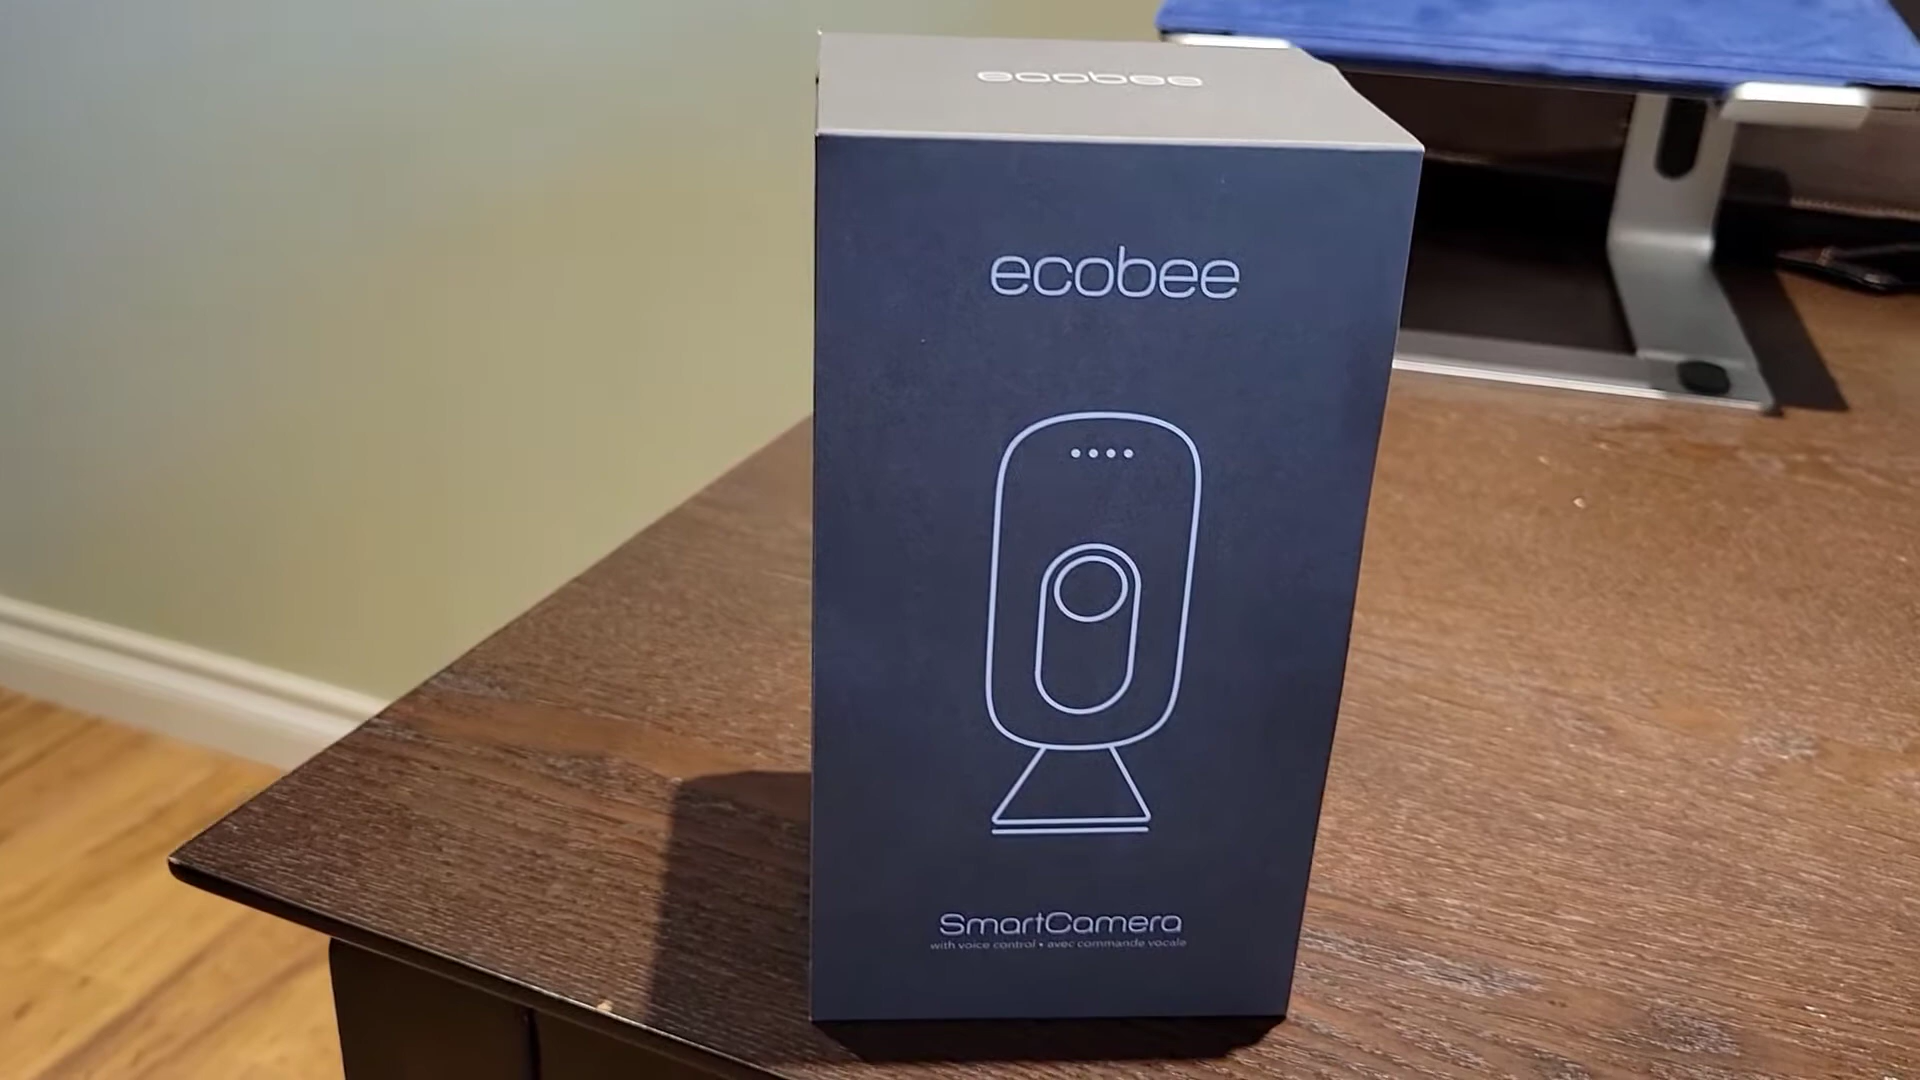 ecobee
ecobee
SmartCamera
with voice control • avec commande vocale